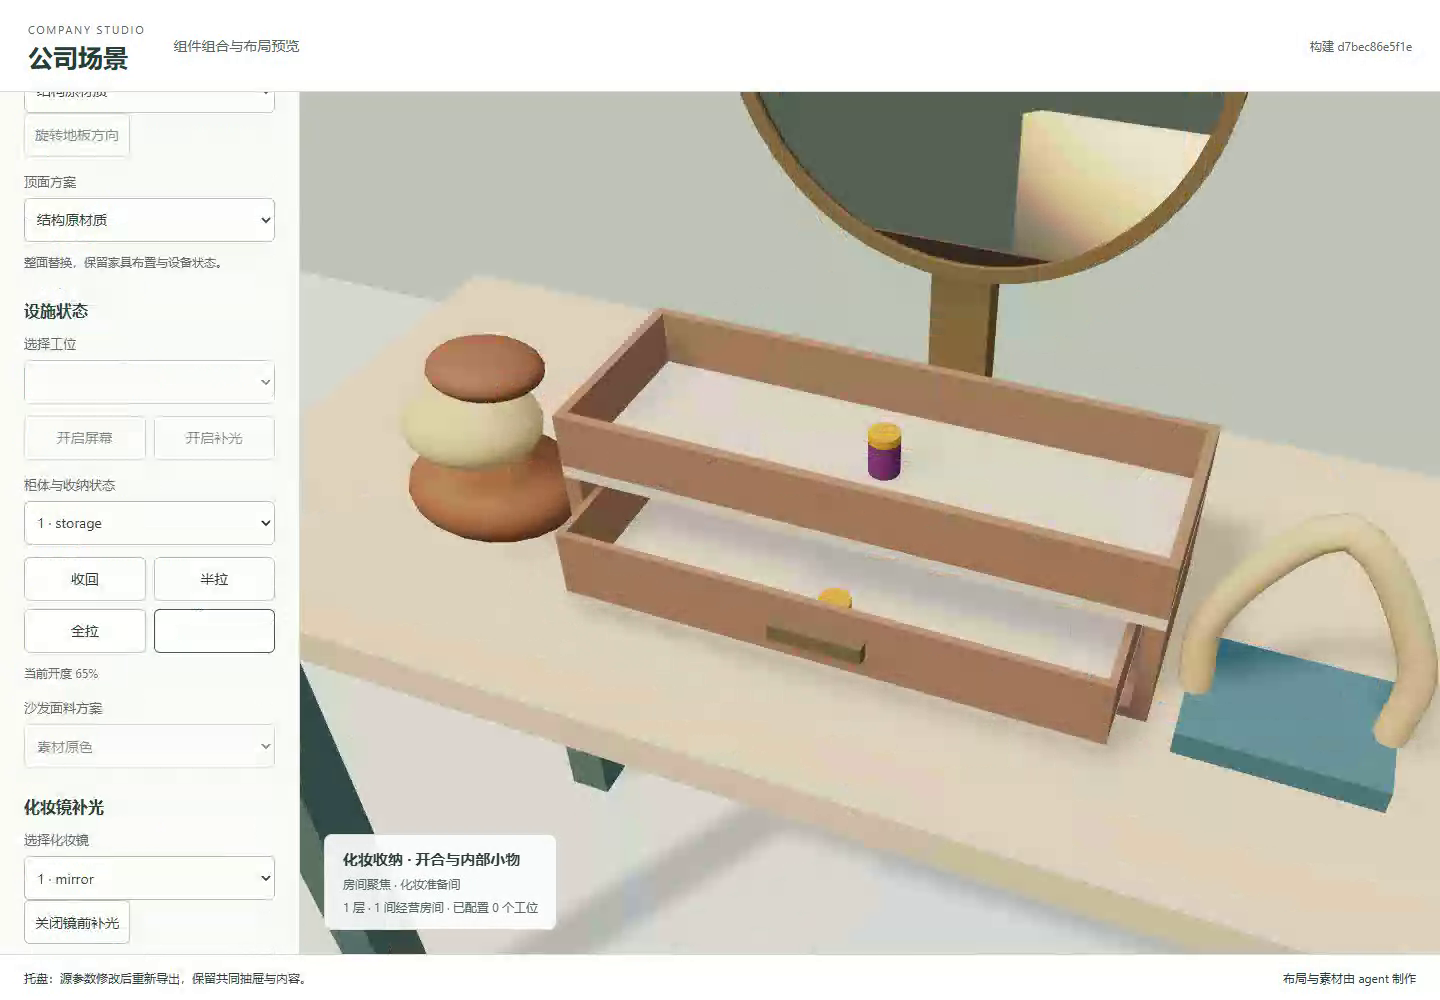 COMPANY STUDIO
公司场景
组件组合与布局预览
构建 d7bec86e5f1e
结构原材质
旋转地板方向
顶面方案
结构原材质
整面替换，保留家具布置与设备状态。
设施状态
选择工位
开启屏幕
开启补光
柜体与收纳状态
1 · storage
收回
半拉
全拉
当前开度 65%
沙发面料方案
素材原色
化妆镜补光
选择化妆镜
1 · mirror
关闭镜前补光
化妆收纳 · 开合与内部小物
房间聚焦 · 化妆准备间
1 层 · 1 间经营房间 · 已配置 0 个工位
托盘：源参数修改后重新导出，保留共同抽屉与内容。
布局与素材由 agent 制作